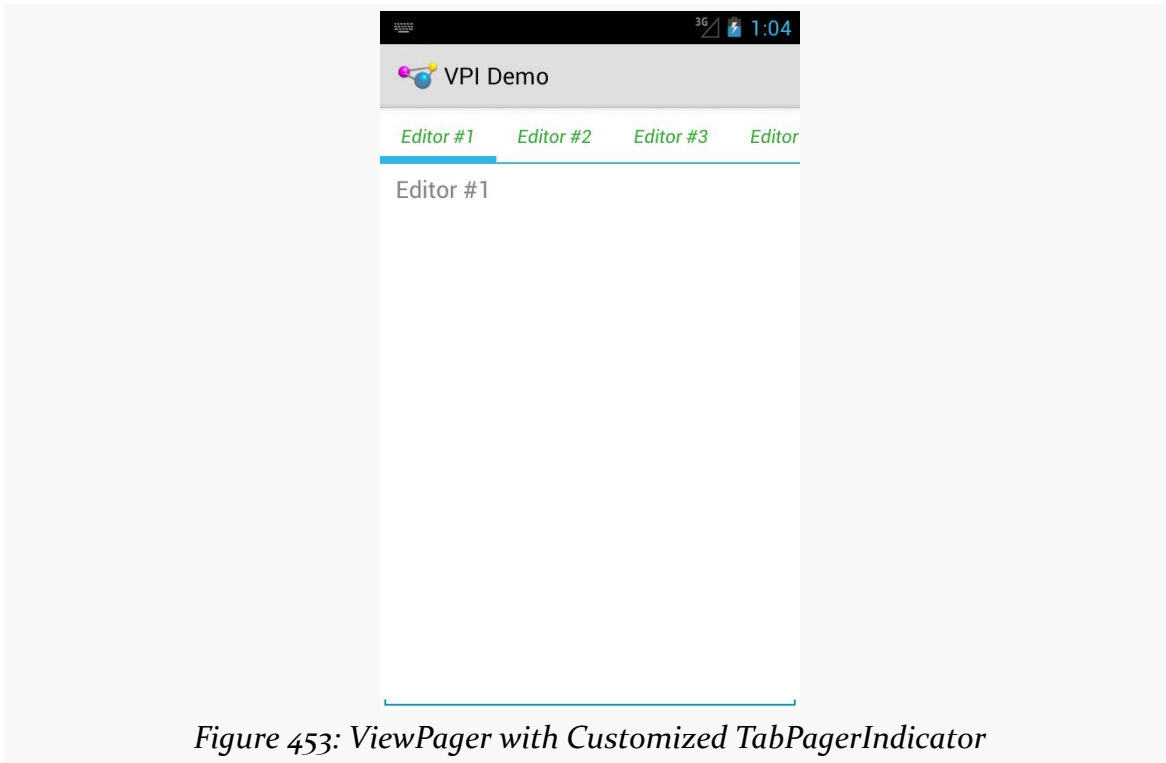 3G 1:04
VPI Demo
Editor #1 Editor #2 Editor #3 Editor
Editor #1
Figure 453: ViewPager with Customized TabPagerIndicator